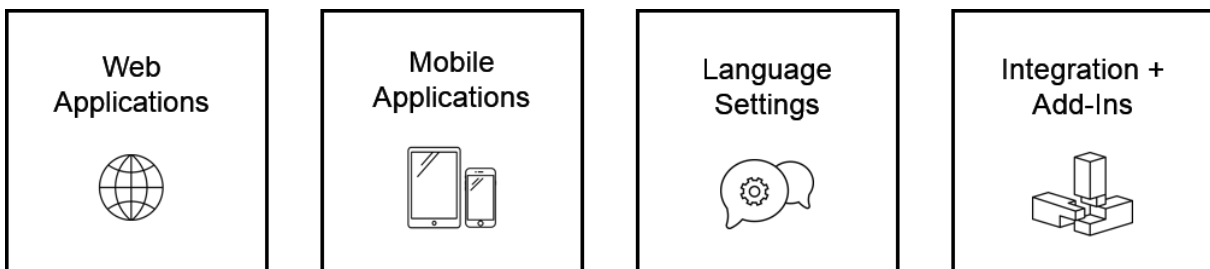 Web
Applications
Mobile
Applications
Language
Settings
Integration +
Add-Ins